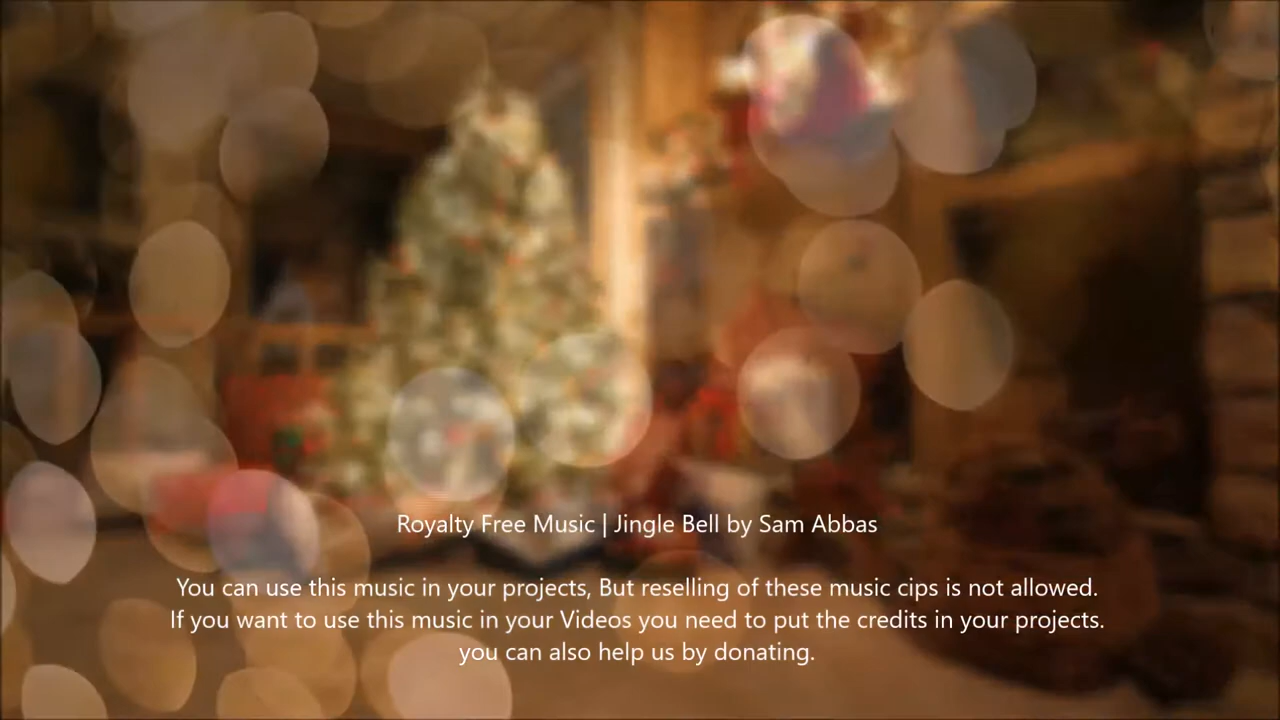 Royalty Free Music | Jingle Bell by Sam Abbas
You can use this music in your projects, But reselling of these music cips is not allowed.
If you want to use this music in your Videos you need to put the credits in your projects.
you can also help us by donating.